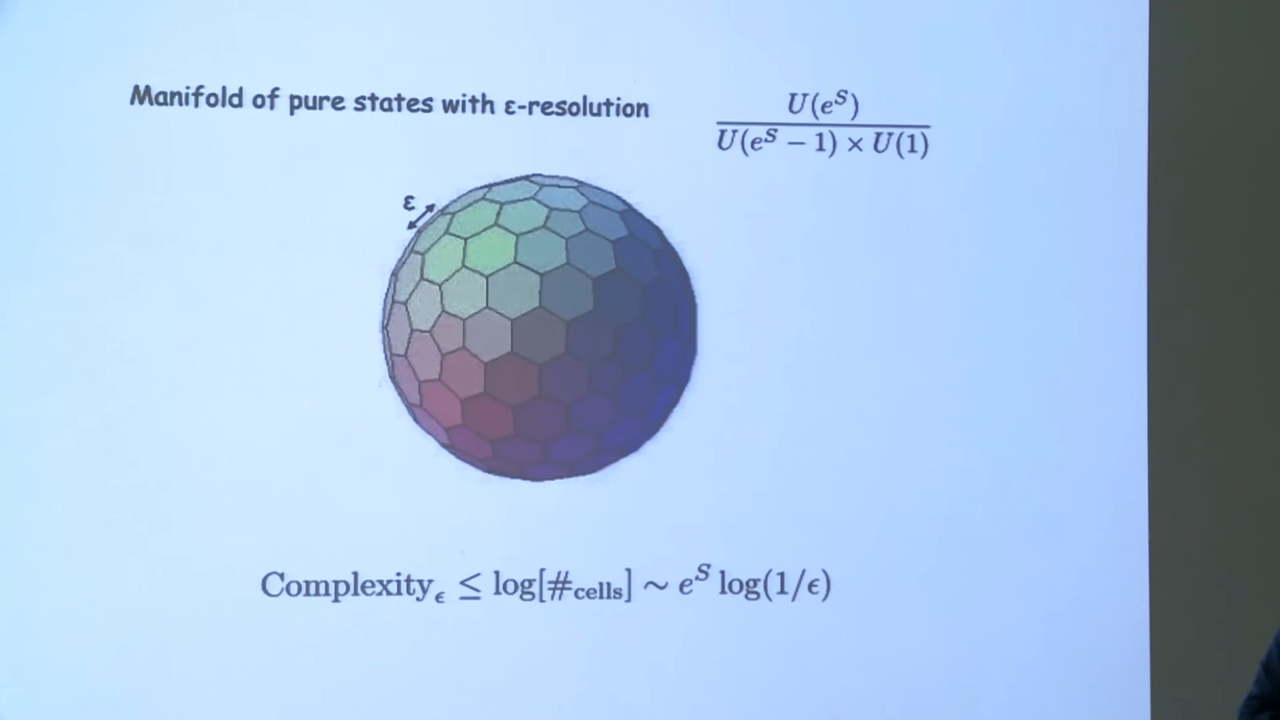 Manifold of pure states with ε-resolution
U(e^S)
U(e^S − 1) × U(1)
ε
Complexity_ϵ ≤ log[#_cells] ∼ e^S log(1/ϵ)